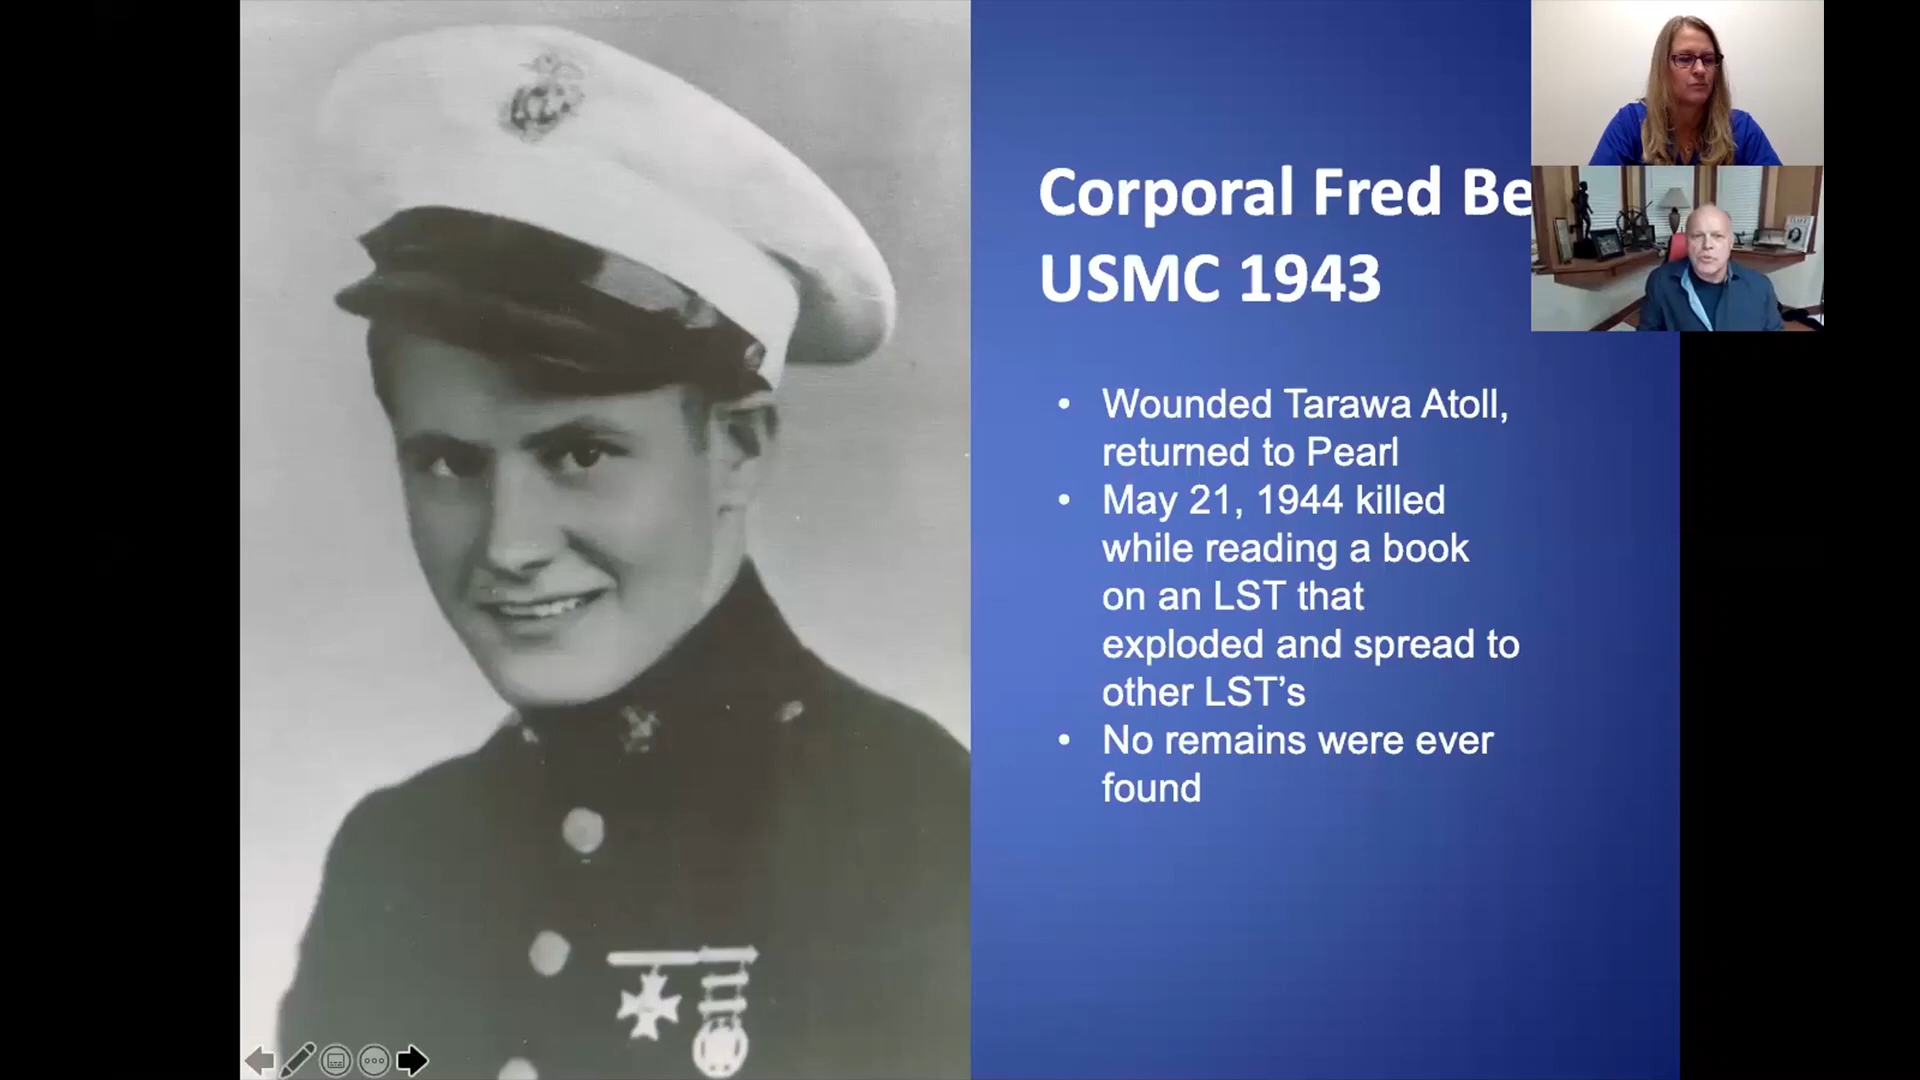 Corporal Fred Be
USMC 1943
• Wounded Tarawa Atoll,
returned to Pearl
• May 21, 1944 killed
while reading a book
on an LST that
exploded and spread to
other LST's
• No remains were ever
found